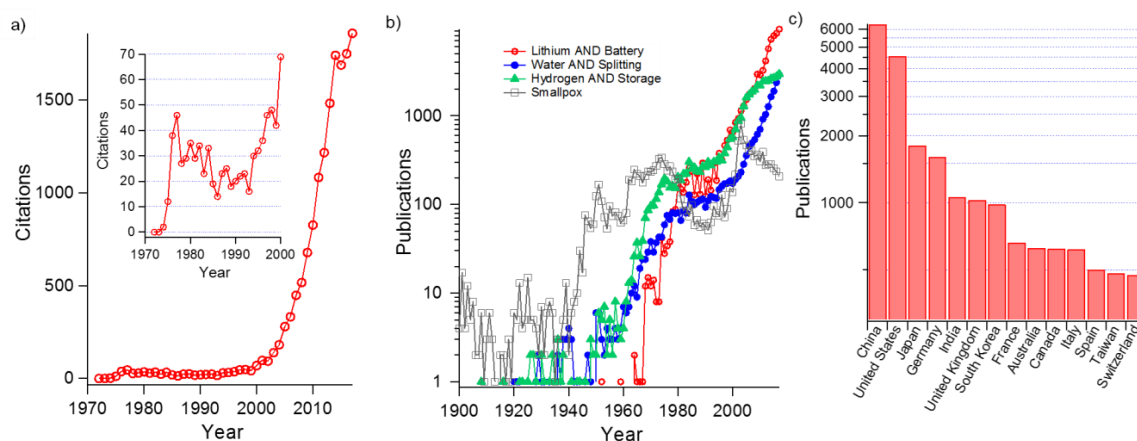 a)
Citations
1500
1000
500
0
1970
1980
1990
2000
2010
Year
Citations
70
60
50
40
30
20
10
0
1970
1980
1990
2000
Year
b)
Publications
1000
100
10
1
1900
1920
1940
1960
1980
2000
Year
Lithium AND Battery
Water AND Splitting
Hydrogen AND Storage
Smallpox
c)
Publications
6000
5000
4000
3000
2000
1000
China
United States
Japan
Germany
India
United Kingdom
South Korea
France
Australia
Canada
Italy
Spain
Taiwan
Switzerland